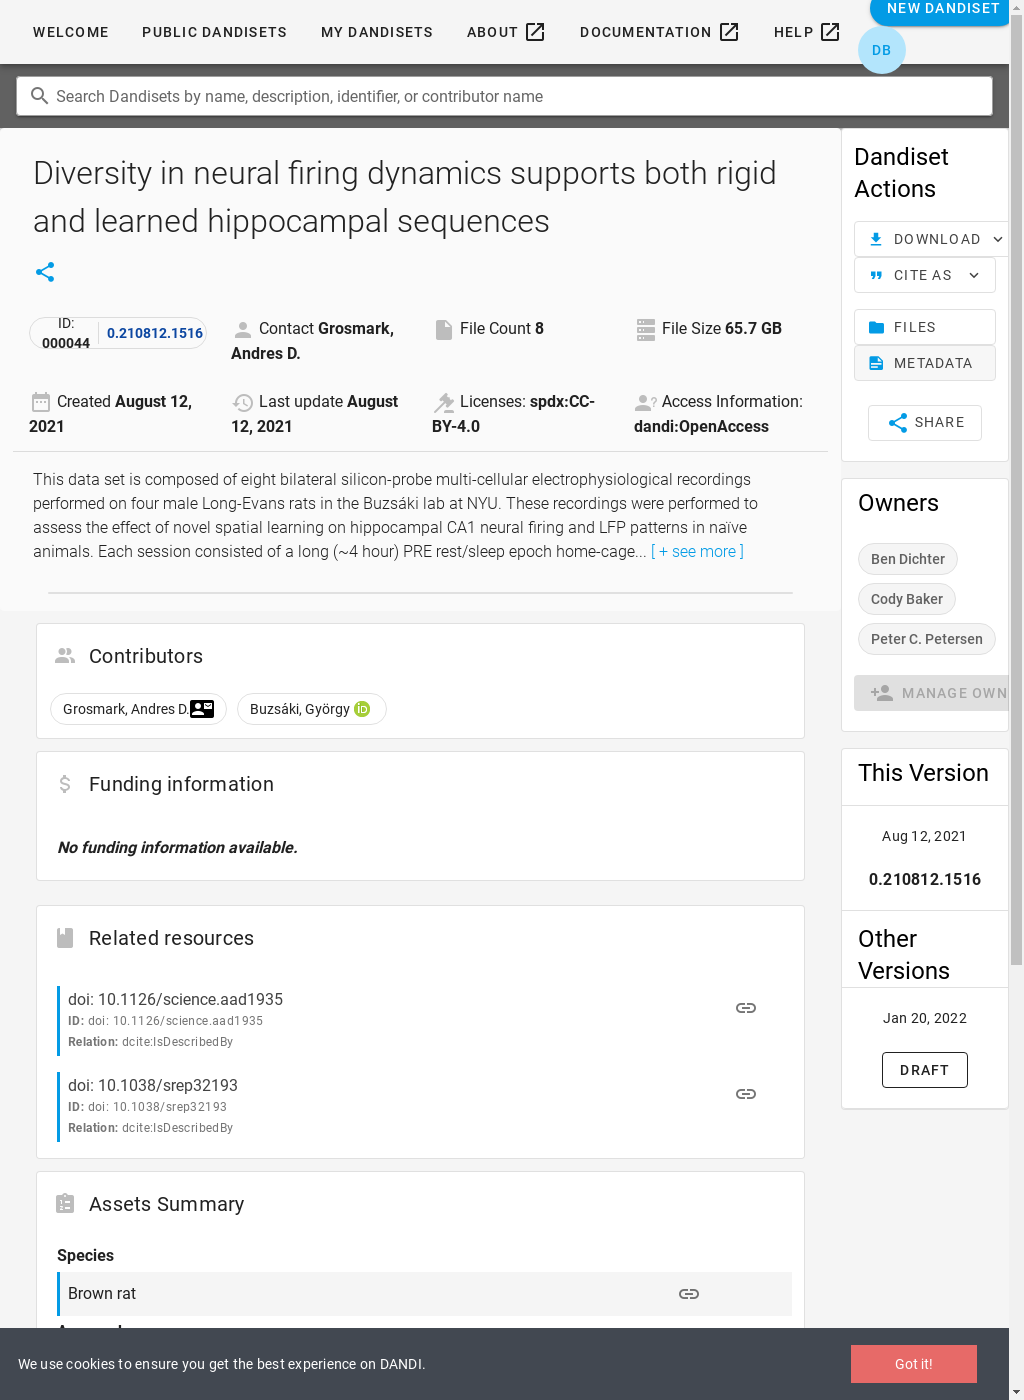 WELCOME PUBLIC DANDISETS MY DANDISETS ABOUT DOCUMENTATION HELP NEW DANDISET
DB
Search Dandisets by name, description, identifier, or contributor name
Diversity in neural firing dynamics supports both rigid
and learned hippocampal sequences
ID:
000044
0.210812.1516
Contact Grosmark,
Andres D.
File Count 8
File Size 65.7 GB
Created August 12,
2021
Last update August
12, 2021
Licenses: spdx:CC-
BY-4.0
Access Information:
dandi:OpenAccess
This data set is composed of eight bilateral silicon-probe multi-cellular electrophysiological recordings
performed on four male Long-Evans rats in the Buzsáki lab at NYU. These recordings were performed to
assess the effect of novel spatial learning on hippocampal CA1 neural firing and LFP patterns in naïve
animals. Each session consisted of a long (~4 hour) PRE rest/sleep epoch home-cage... [ + see more ]
Contributors
Grosmark, Andres D.
Buzsáki, György
Funding information
No funding information available.
Related resources
doi: 10.1126/science.aad1935
ID: doi: 10.1126/science.aad1935
Relation: dcite:IsDescribedBy
doi: 10.1038/srep32193
ID: doi: 10.1038/srep32193
Relation: dcite:IsDescribedBy
Assets Summary
Species
Brown rat
Dandiset
Actions
DOWNLOAD
CITE AS
FILES
METADATA
SHARE
Owners
Ben Dichter
Cody Baker
Peter C. Petersen
MANAGE OWN
This Version
Aug 12, 2021
0.210812.1516
Other
Versions
Jan 20, 2022
DRAFT
We use cookies to ensure you get the best experience on DANDI.
Got it!